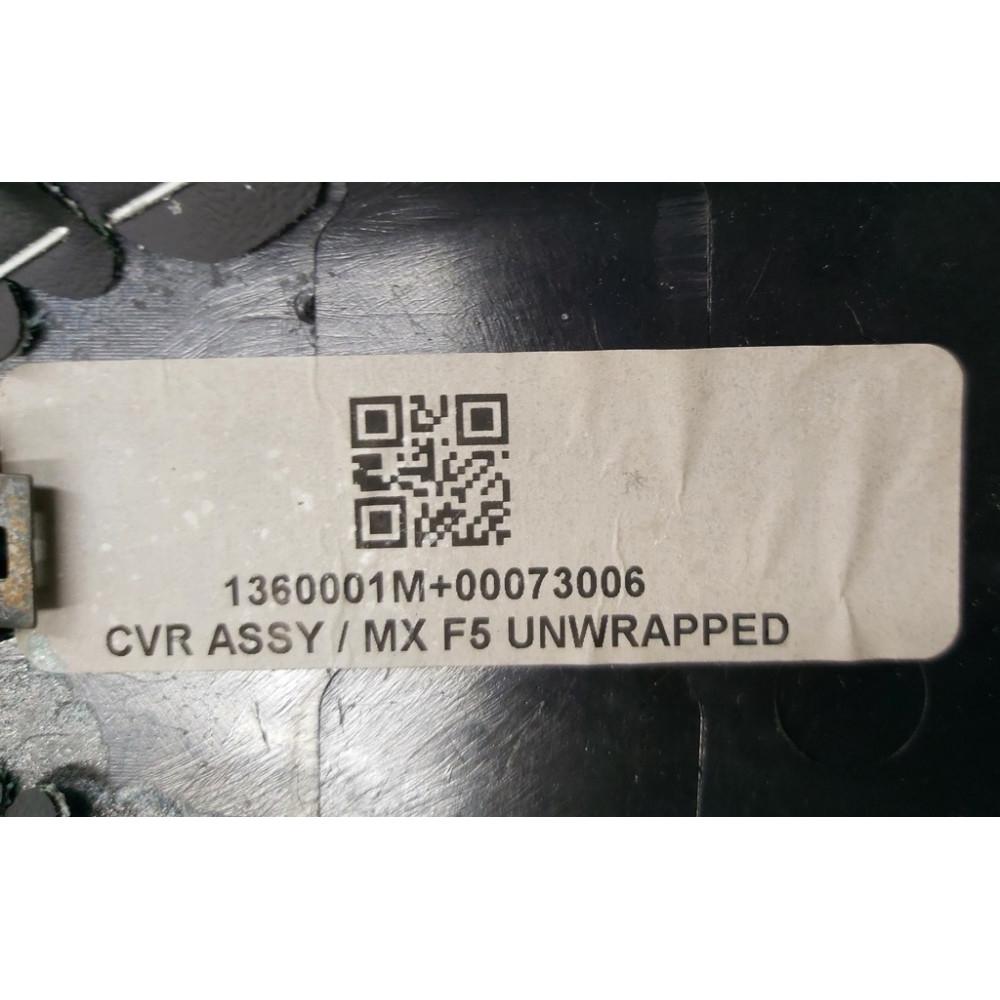 1360001M+00073006
CVR ASSY / MX F5 UNWRAPPED